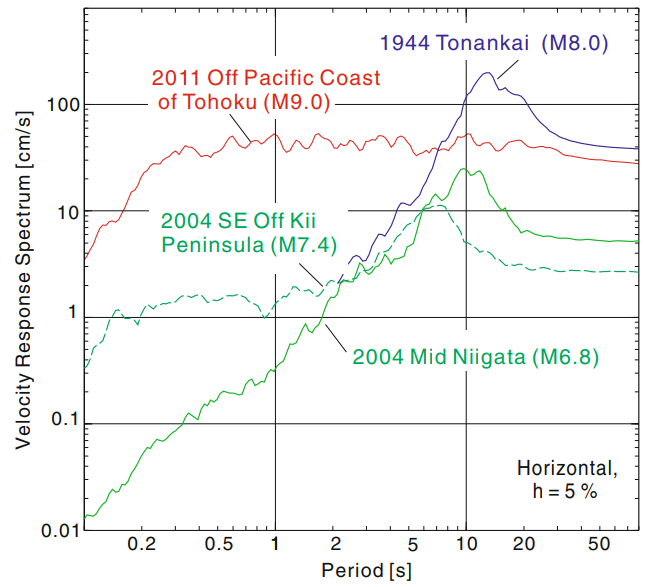 1944 Tonankai (M8.0)
2011 Off Pacific Coast
of Tohoku (M9.0)
100
2004 SE Off Kii
Peninsula (M7.4)
10
1
2004 Mid Niigata (M6.8)
0.1
Horizontal,
h = 5 %
0.01
0.2
0.5
1
2
5
10
20
50
Period [s]
Velocity Response Spectrum [cm/s]